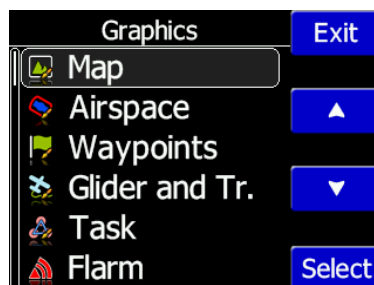 Graphics
Exit
Map
Airspace
Waypoints
Glider and Tr.
Task
Flarm
Select